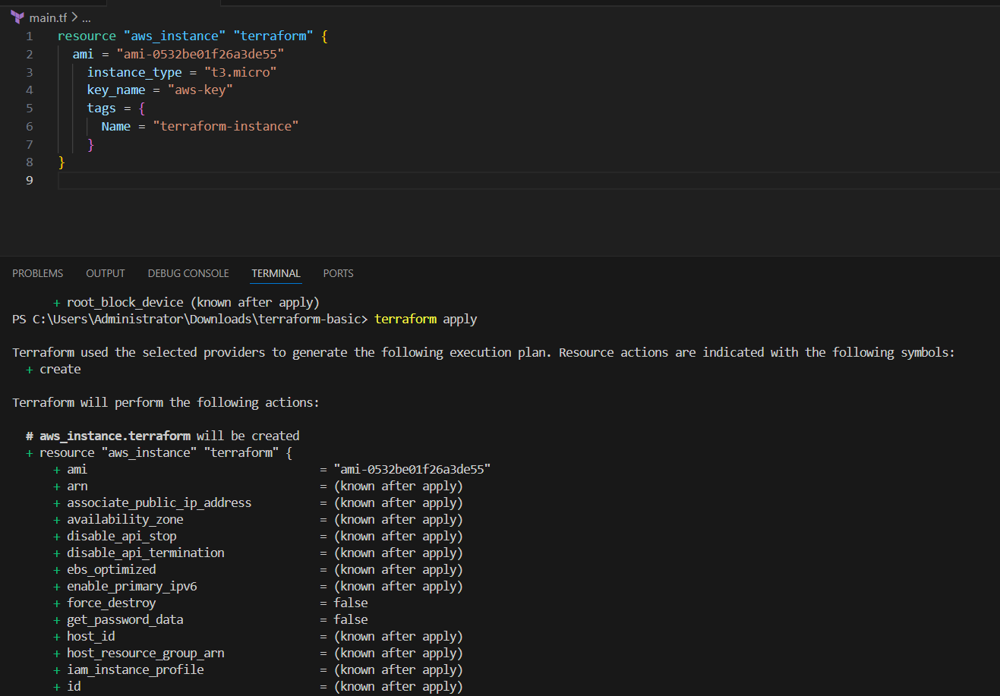 main.tf > ...
1 resource "aws_instance" "terraform" {
2 ami = "ami-0532be01f26a3de55"
3 instance_type = "t3.micro"
4 key_name = "aws-key"
5 tags = {
6 Name = "terraform-instance"
7 }
8 }
9
PROBLEMS OUTPUT DEBUG CONSOLE TERMINAL PORTS
+ root_block_device (known after apply)
PS C:\Users\Administrator\Downloads\terraform-basic> terraform apply
Terraform used the selected providers to generate the following execution plan. Resource actions are indicated with the following symbols:
+ create
Terraform will perform the following actions:
# aws_instance.terraform will be created
+ resource "aws_instance" "terraform" {
+ ami = "ami-0532be01f26a3de55"
+ arn = (known after apply)
+ associate_public_ip_address = (known after apply)
+ availability_zone = (known after apply)
+ disable_api_stop = (known after apply)
+ disable_api_termination = (known after apply)
+ ebs_optimized = (known after apply)
+ enable_primary_ipv6 = (known after apply)
+ force_destroy = false
+ get_password_data = false
+ host_id = (known after apply)
+ host_resource_group_arn = (known after apply)
+ iam_instance_profile = (known after apply)
+ id = (known after apply)